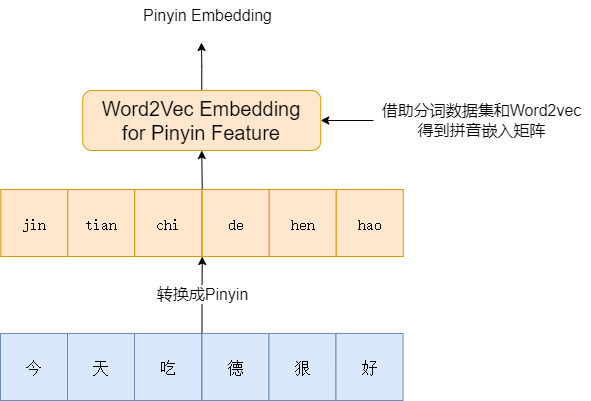 Pinyin Embedding
Word2Vec Embedding
for Pinyin Feature
借助分词数据集和Word2vec
得到拼音嵌入矩阵
jin tian chi de hen hao
转换成Pinyin
今 天 吃 德 狠 好